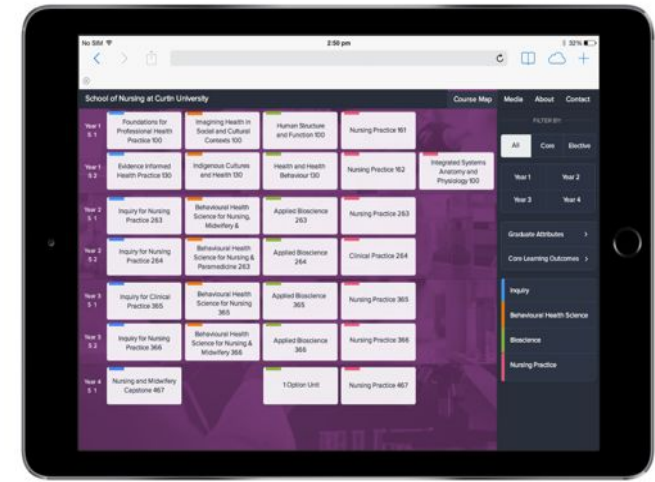 No SIM
2:50 pm
32%
School of Nursing at Curtin University
Course Map
Media
About
Contact
FILTER BY:
All
Core
Elective
Year 1
Year 2
Year 3
Year 4
Graduate Attributes
Core Learning Outcomes
Inquiry
Behavioural Health Science
Bioscience
Nursing Practice
Year 1
S 1
Foundations for
Professional Health
Practice 100
Imagining Health in
Social and Cultural
Contexts 100
Human Structure
and Function 100
Nursing Practice 161
Year 1
S 2
Evidence Informed
Health Practice 130
Indigenous Cultures
and Health 130
Health and Health
Behaviour 130
Nursing Practice 162
Integrated Systems
Anatomy and
Physiology 100
Year 2
S 1
Inquiry for Nursing
Practice 263
Behavioural Health
Science for Nursing,
Midwifery &
Applied Bioscience
263
Nursing Practice 263
Year 2
S 2
Inquiry for Nursing
Practice 264
Behavioural Health
Science for Nursing &
Paramedicine 263
Applied Bioscience
264
Clinical Practice 264
Year 3
S 1
Inquiry for Clinical
Practice 365
Behavioural Health
Science for Nursing
365
Applied Bioscience
365
Nursing Practice 365
Year 3
S 2
Inquiry for Nursing
Practice 366
Behavioural Health
Science for Nursing &
Midwifery 366
Applied Bioscience
366
Nursing Practice 366
Year 4
S 1
Nursing and Midwifery
Capstone 467
1 Option Unit
Nursing Practice 467